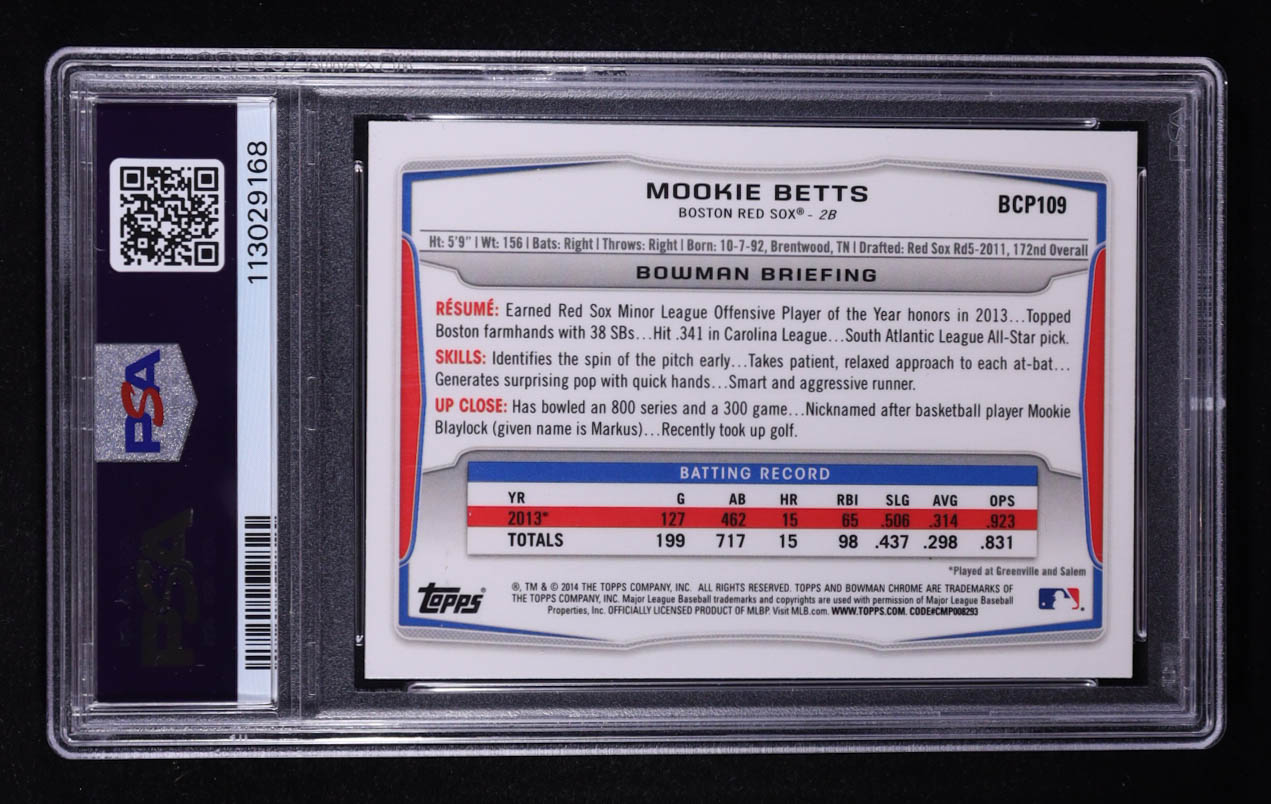 113029168
PSA
PSA
MOOKIE BETTS
BOSTON RED SOX® - 2B
BCP109
Ht: 5'9" | Wt: 156 | Bats: Right | Throws: Right | Born: 10-7-92, Brentwood, TN | Drafted: Red Sox Rd5-2011, 172nd Overall
BOWMAN BRIEFING
RÉSUMÉ: Earned Red Sox Minor League Offensive Player of the Year honors in 2013...Topped
Boston farmhands with 38 SBs...Hit .341 in Carolina League...South Atlantic League All-Star pick.
SKILLS: Identifies the spin of the pitch early...Takes patient, relaxed approach to each at-bat...
Generates surprising pop with quick hands...Smart and aggressive runner.
UP CLOSE: Has bowled an 800 series and a 300 game...Nicknamed after basketball player Mookie
Blaylock (given name is Markus)...Recently took up golf.
BATTING RECORD
YR G AB HR RBI SLG AVG OPS
2013* 127 462 15 65 .506 .314 .923
TOTALS 199 717 15 98 .437 .298 .831
*Played at Greenville and Salem
TOPPS®
®, TM & © 2014 THE TOPPS COMPANY, INC. ALL RIGHTS RESERVED. TOPPS AND BOWMAN CHROME ARE TRADEMARKS OF
THE TOPPS COMPANY, INC. Major League Baseball trademarks and copyrights are used with permission of Major League Baseball
Properties, Inc. OFFICIALLY LICENSED PRODUCT OF MLBP. Visit MLB.com. WWW.TOPPS.COM. CODE#CMP008293